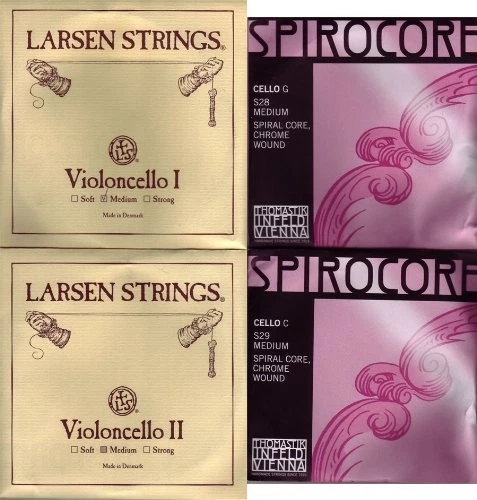 LARSEN STRINGS®
Violoncello I
☐ Soft ☑ Medium ☐ Strong
Made in Denmark
SPIROCORE
CELLO G
S28
MEDIUM
SPIRAL CORE,
CHROME
WOUND
THOMASTIK
INFELD
VIENNA
LARSEN STRINGS®
Violoncello II
☐ Soft ■ Medium ☐ Strong
Made in Denmark
SPIROCORE
CELLO C
S29
MEDIUM
SPIRAL CORE,
CHROME
WOUND
THOMASTIK
INFELD
VIENNA